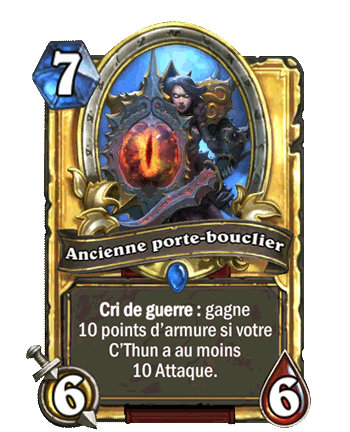 7
Ancienne porte-bouclier
Cri de guerre : gagne
10 points d'armure si votre
C'Thun a au moins
10 Attaque.
6
6